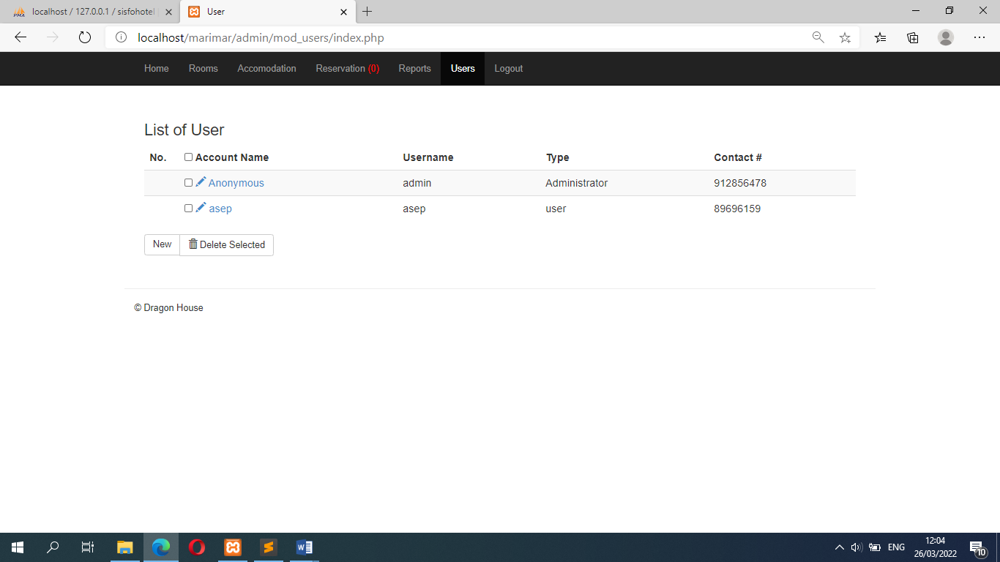 localhost / 127.0.0.1 / sisfohotel
User
localhost/marimar/admin/mod_users/index.php
Home Rooms Accomodation Reservation (0) Reports Users Logout
List of User
No. Account Name Username Type Contact #
Anonymous admin Administrator 912856478
asep asep user 89696159
New Delete Selected
© Dragon House
ENG
12:04
26/03/2022
10